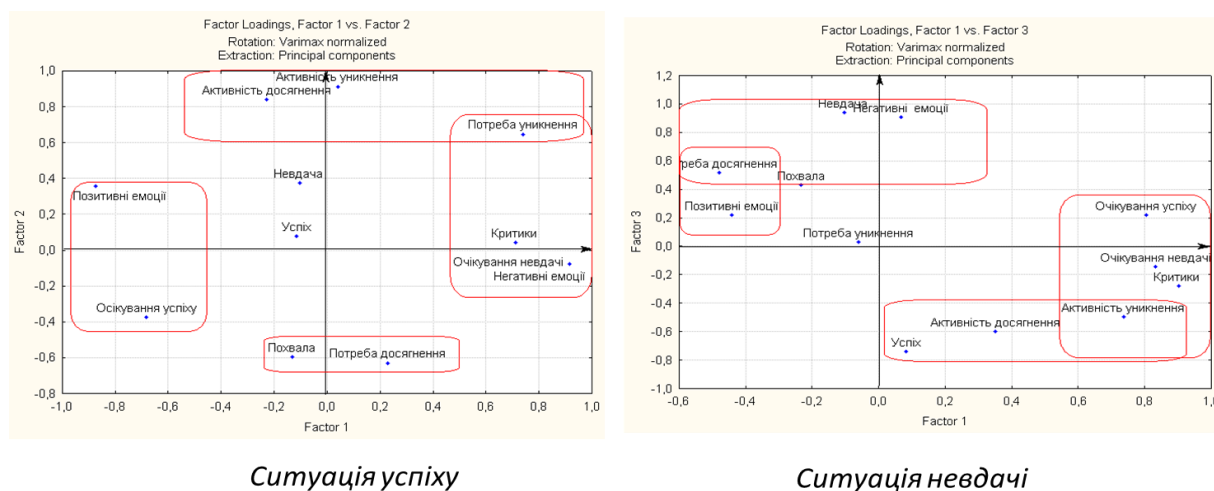 Factor Loadings, Factor 1 vs. Factor 2
Rotation: Varimax normalized
Extraction: Principal components
1,0
0,8
0,6
0,4
0,2
0,0
-0,2
-0,4
-0,6
-0,8
Factor 2
Активність уникнення
Активність досягнення
Потреба уникнення
Невдача
Позитивні емоції
Успіх
Критики
Очікування невдачі
Негативні емоції
Осікування успіху
Похвала
Потреба досягнення
-1,0 -0,8 -0,6 -0,4 -0,2 0,0 0,2 0,4 0,6 0,8 1,0
Factor 1
Ситуація успіху
Factor Loadings, Factor 1 vs. Factor 3
Rotation: Varimax normalized
Extraction: Principal components
1,2
1,0
0,8
0,6
0,4
0,2
0,0
-0,2
-0,4
-0,6
-0,8
-1,0
Factor 3
Невдача
Негативні емоції
реба досягнення
Похвала
Позитивні емоції
Очікування успіху
Потреба уникнення
Очікування невдачі
Критики
Активність уникнення
Активність досягнення
Успіх
-0,6 -0,4 -0,2 0,0 0,2 0,4 0,6 0,8 1,0
Factor 1
Ситуація невдачі